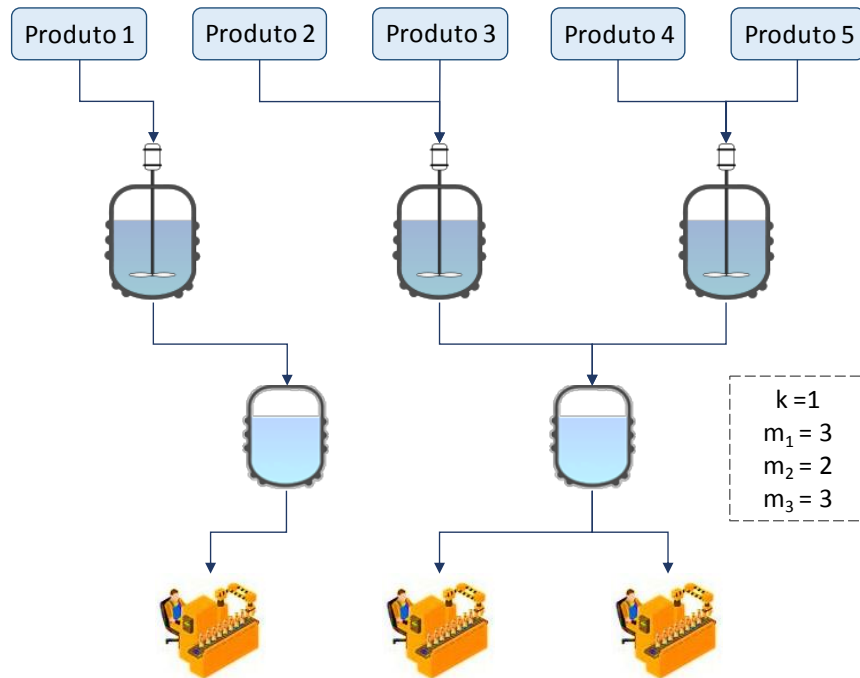 Produto 1
Produto 2
Produto 3
Produto 4
Produto 5
k =1
m₁ = 3
m₂ = 2
m₃ = 3